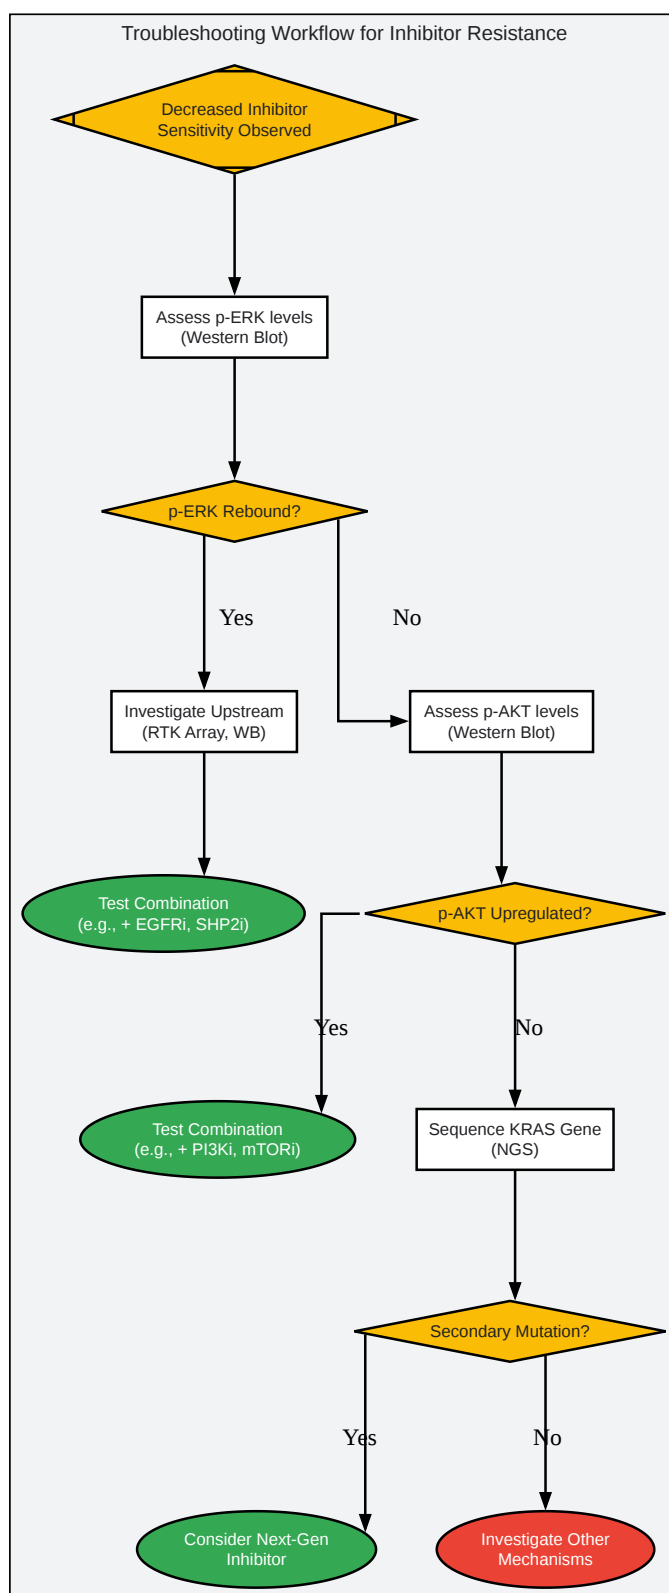 Troubleshooting Workflow for Inhibitor Resistance
Decreased Inhibitor
Sensitivity Observed
Assess p-ERK levels
(Western Blot)
p-ERK Rebound?
Yes
No
Investigate Upstream
(RTK Array, WB)
Assess p-AKT levels
(Western Blot)
Test Combination
(e.g., + EGFRi, SHP2i)
p-AKT Upregulated?
Yes
No
Test Combination
(e.g., + PI3Ki, mTORi)
Sequence KRAS Gene
(NGS)
Secondary Mutation?
Yes
No
Consider Next-Gen
Inhibitor
Investigate Other
Mechanisms